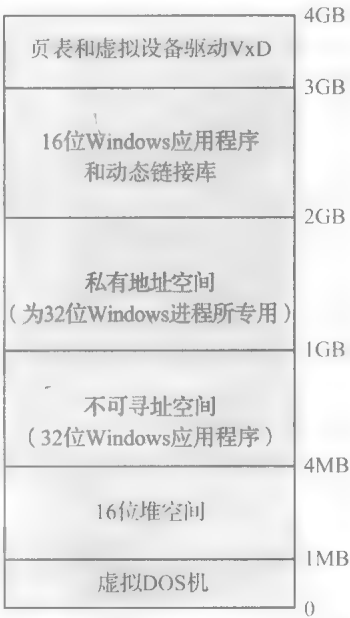 4GB
页表和虚拟设备驱动VxD
3GB
16位Windows应用程序
和动态链接库
2GB
私有地址空间
(为32位Windows进程所专用)
1GB
不可寻址空间
(32位Windows应用程序)
4MB
16位堆空间
1MB
虚拟DOS机
0